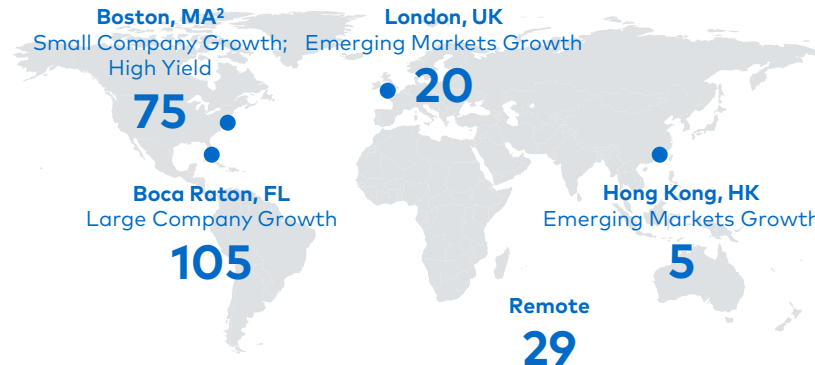 Boston, MA²
Small Company Growth;
High Yield
75
London, UK
Emerging Markets Growth
20
Boca Raton, FL
Large Company Growth
105
Hong Kong, HK
Emerging Markets Growth
5
Remote
29